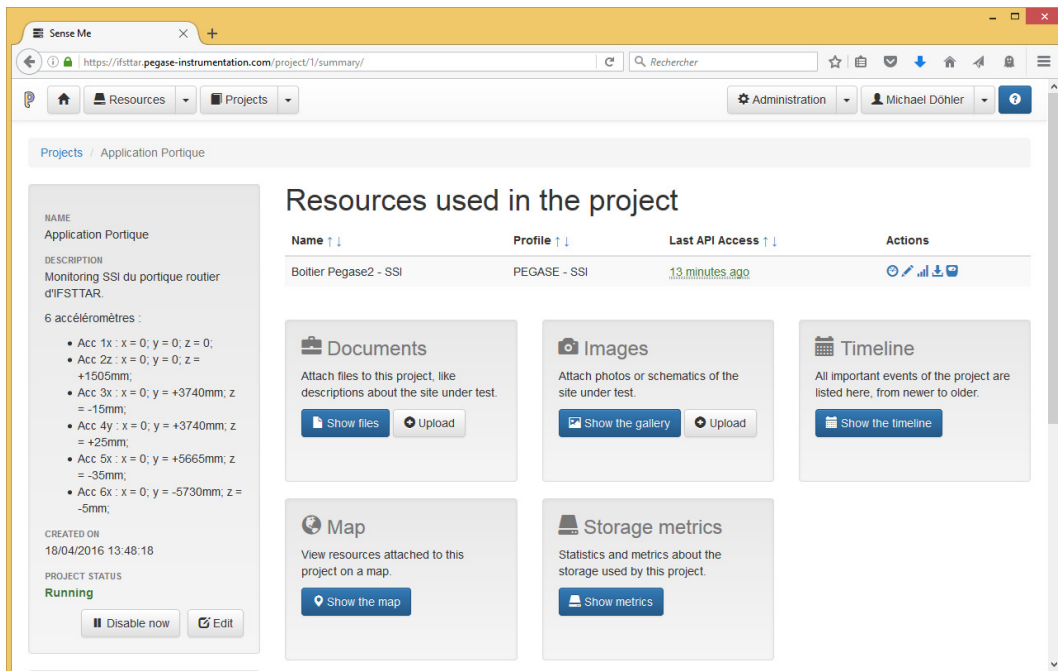 Sense Me
https://ifsttar.pegase-instrumentation.com/project/1/summary/
Rechercher
Resources
Projects
Administration
Michael Döhler
Projects / Application Portique
NAME
Application Portique
DESCRIPTION
Monitoring SSI du portique routier
d'IFSTTAR.
6 accéléromètres :
• Acc 1x : x = 0; y = 0; z = 0;
• Acc 2z : x = 0; y = 0; z =
+1505mm;
• Acc 3x : x = 0; y = +3740mm; z
= -15mm;
• Acc 4y : x = 0; y = +3740mm; z
= +25mm;
• Acc 5x : x = 0; y = +5665mm; z
= -35mm;
• Acc 6x : x = 0; y = -5730mm; z =
-5mm;
CREATED ON
18/04/2016 13:48:18
PROJECT STATUS
Running
Disable now
Edit
Resources used in the project
Name ↑↓ Profile ↑↓ Last API Access ↑↓ Actions
Boitier Pegase2 - SSI PEGASE - SSI 13 minutes ago
Documents
Attach files to this project, like
descriptions about the site under test.
Show files
Upload
Images
Attach photos or schematics of the
site under test.
Show the gallery
Upload
Timeline
All important events of the project are
listed here, from newer to older.
Show the timeline
Map
View resources attached to this
project on a map.
Show the map
Storage metrics
Statistics and metrics about the
storage used by this project.
Show metrics